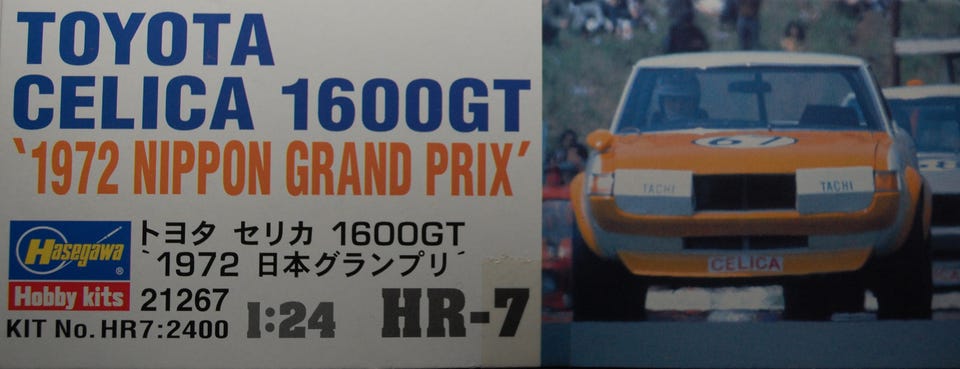 TOYOTA
CELICA 1600GT
'1972 NIPPON GRAND PRIX'
Hasegawa®
Hobby kits
トヨタ セリカ 1600GT
'1972 日本グランプリ'
21267
KIT No. HR7:2400
1:24
HR-7
61
TACHI
TACHI
CELICA